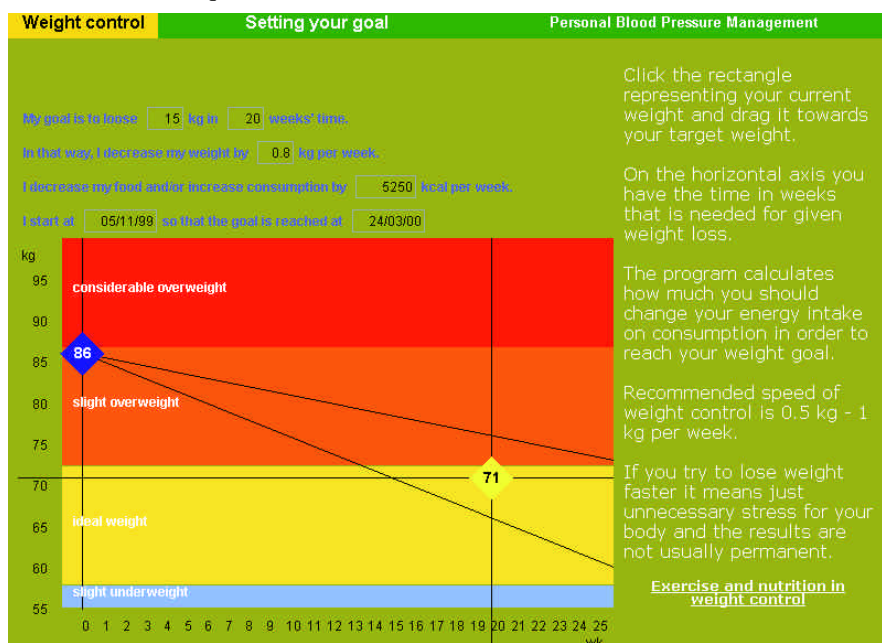 Weight control Setting your goal Personal Blood Pressure Management
My goal is to loose 15 kg in 20 weeks' time.
In that way, I decrease my weight by 0.8 kg per week.
I decrease my food and/or increase consumption by 5250 kcal per week.
I start at 05/11/99 so that the goal is reached at 24/03/00
kg
95
90
85
80
75
70
65
60
55
considerable overweight
86
slight overweight
71
ideal weight
slight underweight
0 1 2 3 4 5 6 7 8 9 10 11 12 13 14 15 16 17 18 19 20 21 22 23 24 25
wk
Click the rectangle
representing your current
weight and drag it towards
your target weight.
On the horizontal axis you
have the time in weeks
that is needed for given
weight loss.
The program calculates
how much you should
change your energy intake
on consumption in order to
reach your weight goal.
Recommended speed of
weight control is 0.5 kg - 1
kg per week.
If you try to lose weight
faster it means just
unnecessary stress for your
body and the results are
not usually permanent.
Exercise and nutrition in
weight control